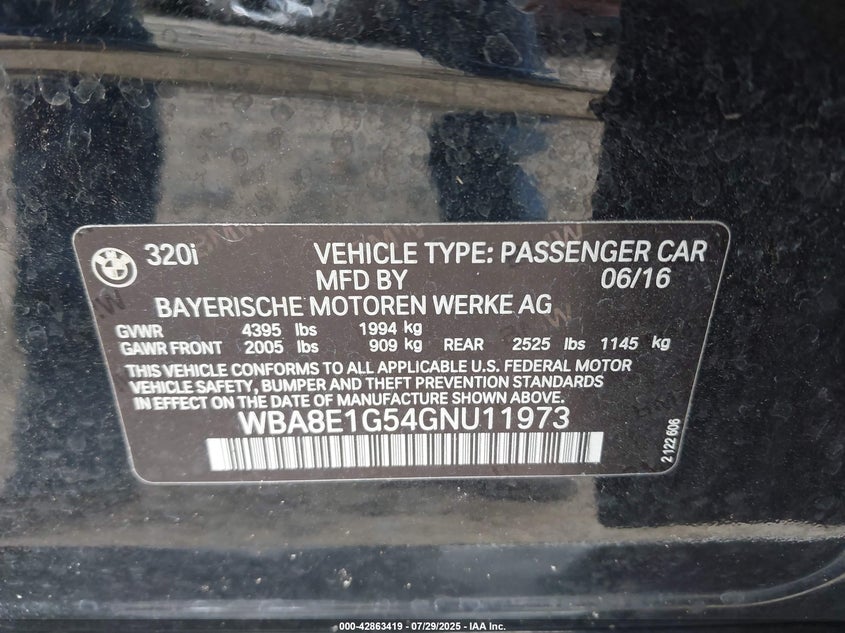 320i VEHICLE TYPE: PASSENGER CAR
MFD BY 06/16
BAYERISCHE MOTOREN WERKE AG
GVWR 4395 lbs 1994 kg
GAWR FRONT 2005 lbs 909 kg REAR 2525 lbs 1145 kg
THIS VEHICLE CONFORMS TO ALL APPLICABLE U.S. FEDERAL MOTOR
VEHICLE SAFETY, BUMPER AND THEFT PREVENTION STANDARDS
IN EFFECT ON THE DATE OF MANUFACTURE SHOWN ABOVE.
WBA8E1G54GNU11973
2 122 606
000-42863419 - 07/29/2025 - IAA Inc.